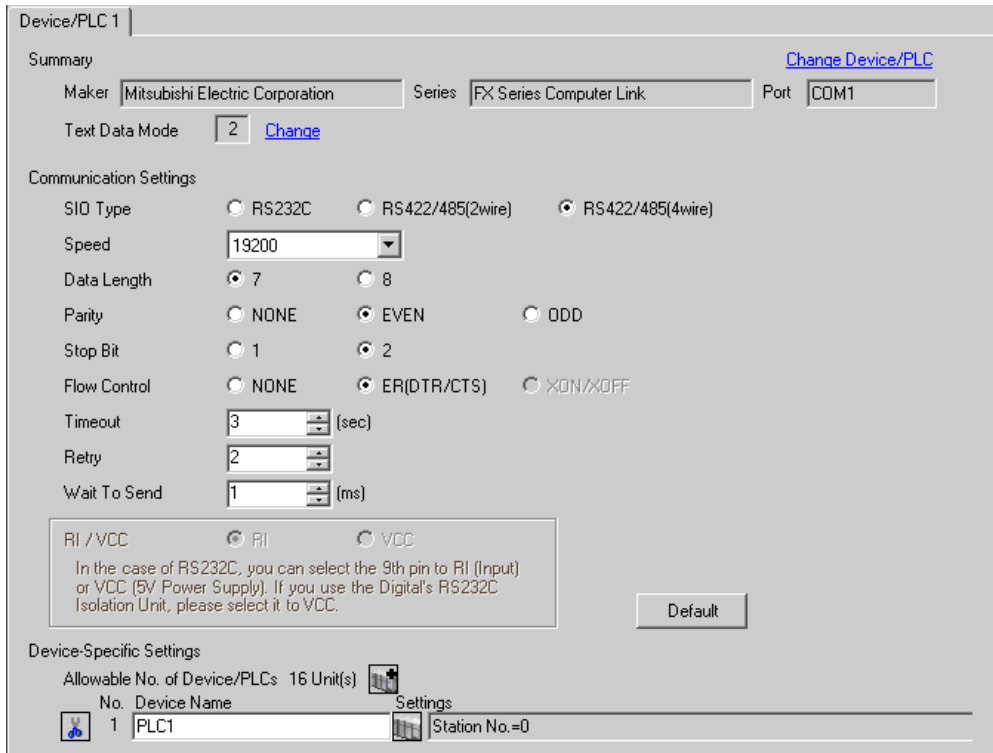 Device/PLC 1
Summary
Change Device/PLC
Maker Mitsubishi Electric Corporation Series FX Series Computer Link Port COM1
Text Data Mode 2 Change
Communication Settings
SIO Type RS232C RS422/485(2wire) RS422/485(4wire)
Speed 19200
Data Length 7 8
Parity NONE EVEN ODD
Stop Bit 1 2
Flow Control NONE ER(DTR/CTS) XON/XOFF
Timeout 3 (sec)
Retry 2
Wait To Send 1 (ms)
RI / VCC RI VCC
In the case of RS232C, you can select the 9th pin to RI (Input)
or VCC (5V Power Supply). If you use the Digital's RS232C
Isolation Unit, please select it to VCC.
Default
Device-Specific Settings
Allowable No. of Device/PLCs 16 Unit(s)
No. Device Name Settings
1 PLC1 Station No.=0